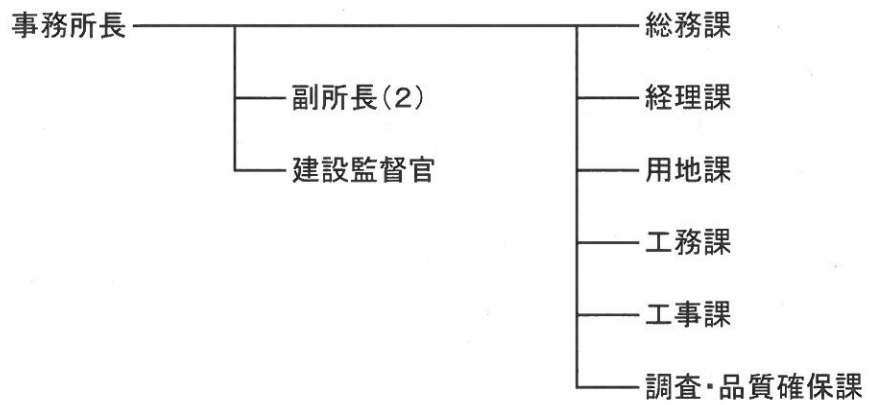 事務所長
総務課
副所長(2)
経理課
建設監督官
用地課
工務課
工事課
調査・品質確保課